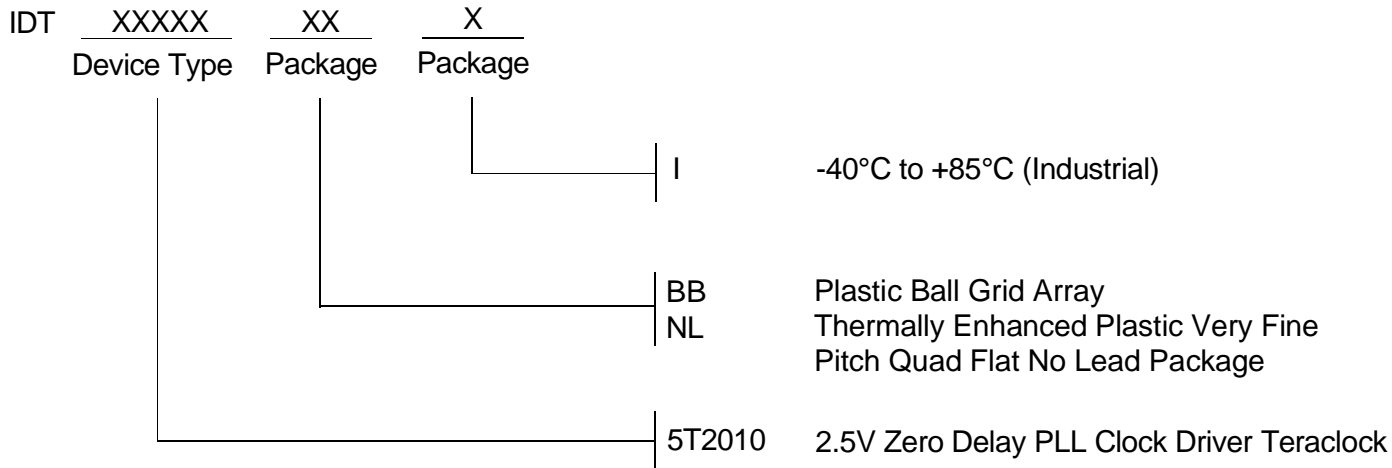 IDT XXXXX XX X
Device Type Package Package
I -40°C to +85°C (Industrial)
BB Plastic Ball Grid Array
NL Thermally Enhanced Plastic Very Fine
Pitch Quad Flat No Lead Package
5T2010 2.5V Zero Delay PLL Clock Driver Teraclock